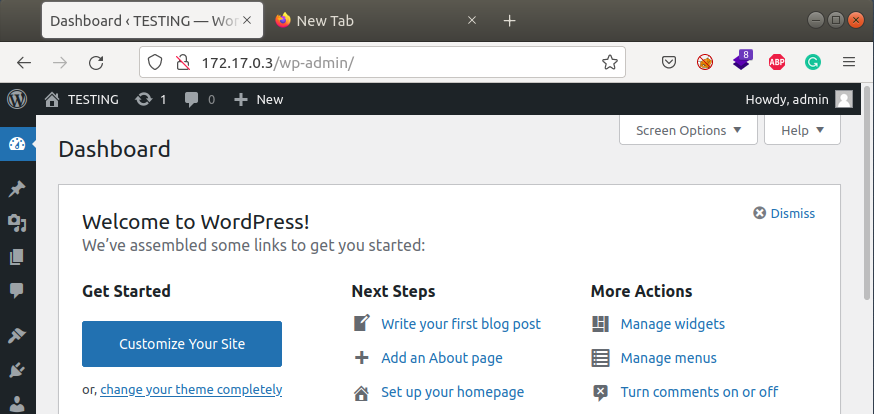 Dashboard ‹ TESTING — Wor
New Tab
172.17.0.3/wp-admin/
8
ABP
TESTING
1
0
New
Howdy, admin
Screen Options
Help
Dashboard
Welcome to WordPress!
Dismiss
We've assembled some links to get you started:
Get Started
Next Steps
More Actions
Customize Your Site
Write your first blog post
Manage widgets
Add an About page
Manage menus
or, change your theme completely
Set up your homepage
Turn comments on or off